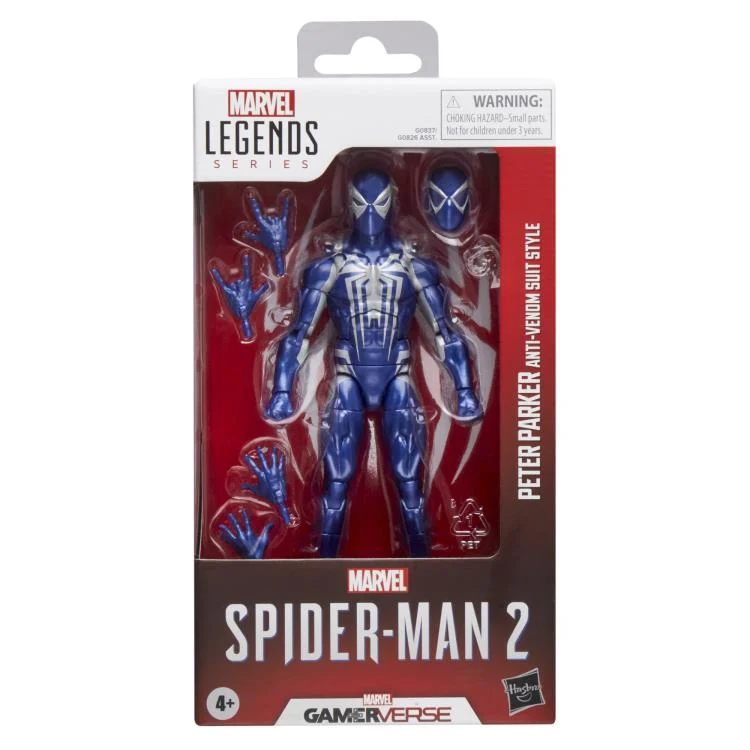 MARVEL
LEGENDS
SERIES
G0837/
G0826 ASST.
WARNING:
CHOKING HAZARD–Small parts.
Not for children under 3 years.
PETER PARKER ANTI-VENOM SUIT STYLE
1
PET
MARVEL
SPIDER-MAN 2
4+
MARVEL
GAMERVERSE
Hasbro